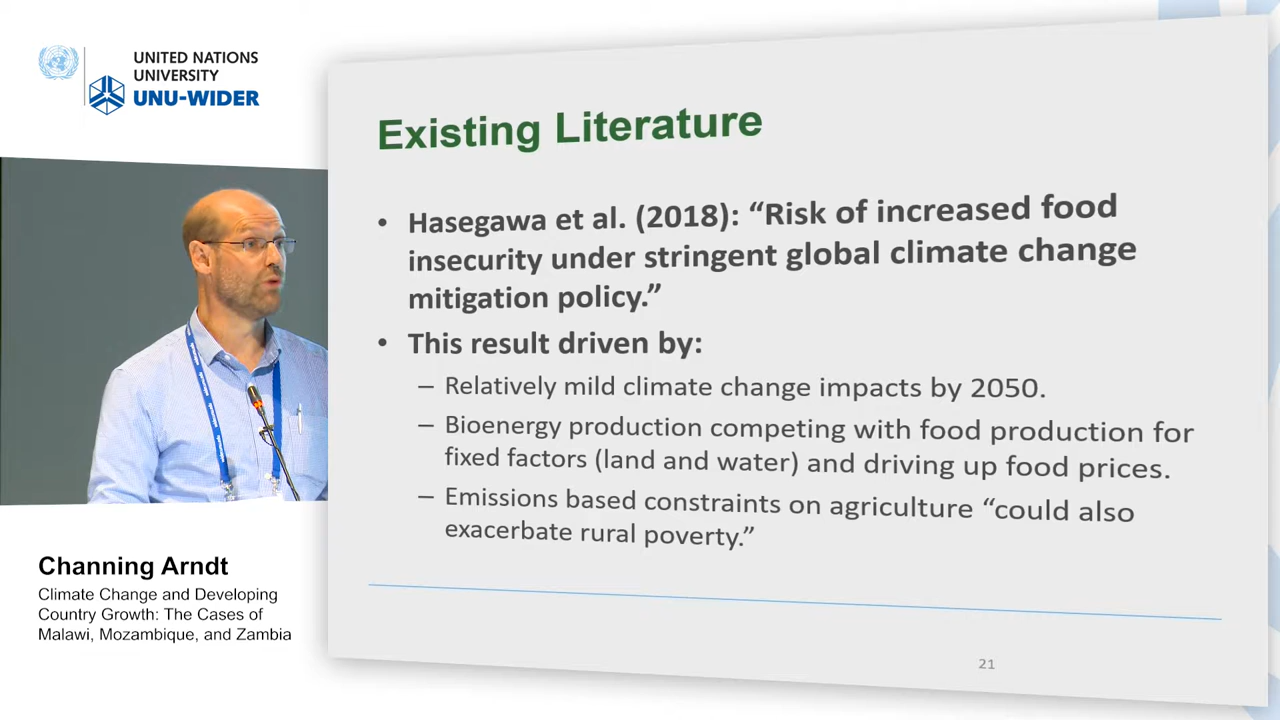 UNITED NATIONS
UNIVERSITY
UNU-WIDER
Existing Literature
• Hasegawa et al. (2018): “Risk of increased food
insecurity under stringent global climate change
mitigation policy.”
• This result driven by:
– Relatively mild climate change impacts by 2050.
– Bioenergy production competing with food production for
fixed factors (land and water) and driving up food prices.
– Emissions based constraints on agriculture “could also
exacerbate rural poverty.”
21
Channing Arndt
Climate Change and Developing
Country Growth: The Cases of
Malawi, Mozambique, and Zambia